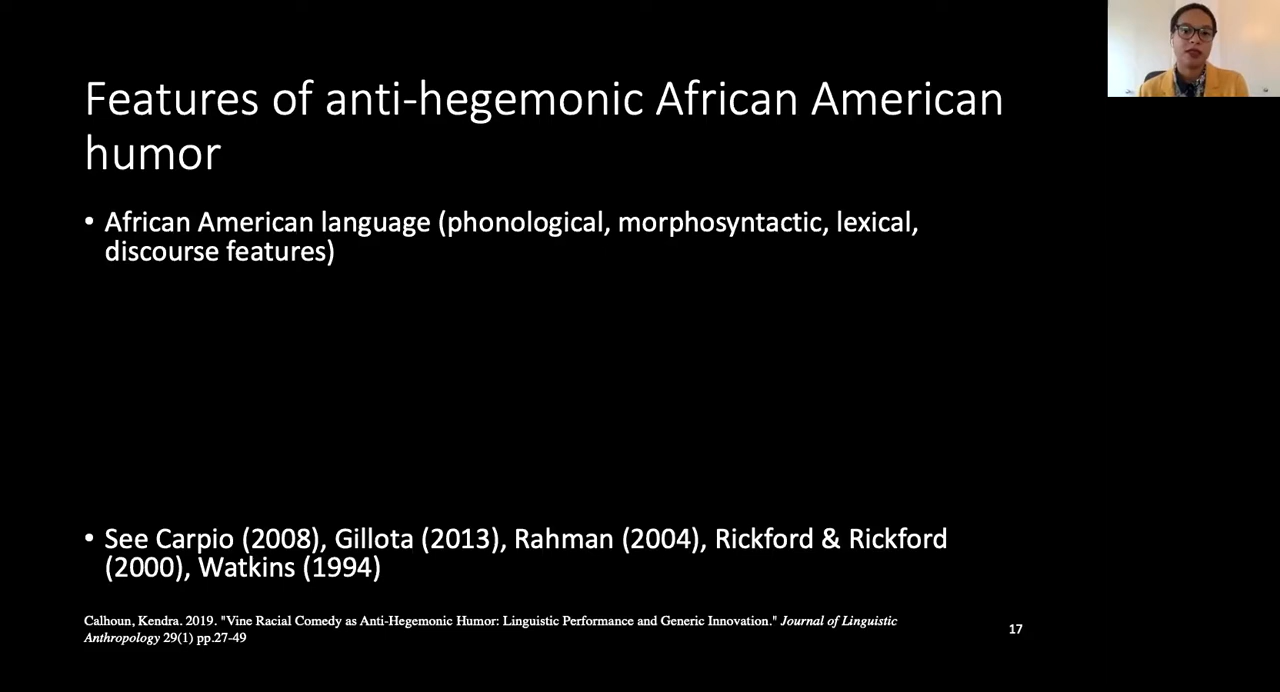 Features of anti-hegemonic African American
humor
• African American language (phonological, morphosyntactic, lexical,
discourse features)
• See Carpio (2008), Gillota (2013), Rahman (2004), Rickford & Rickford
(2000), Watkins (1994)
Calhoun, Kendra. 2019. "Vine Racial Comedy as Anti-Hegemonic Humor: Linguistic Performance and Generic Innovation." Journal of Linguistic
Anthropology 29(1) pp.27-49
17